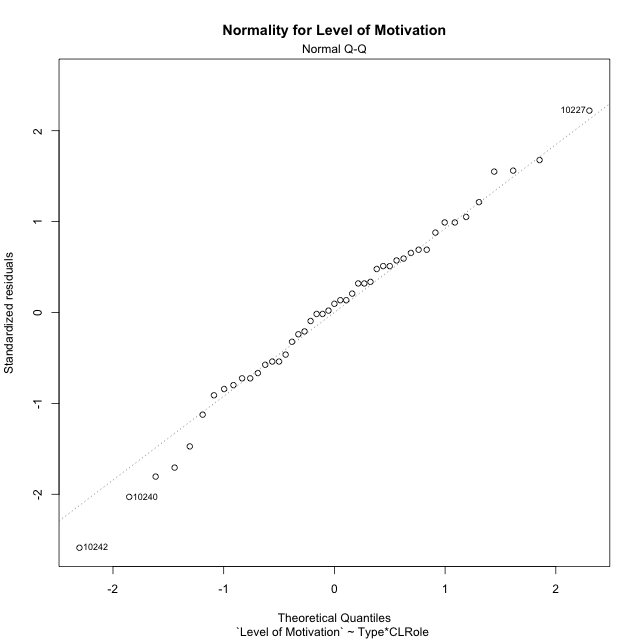 Normality for Level of Motivation
Normal Q-Q
10227
2
1
0
-1
-2
Standardized residuals
10240
10242
-2
-1
0
1
2
Theoretical Quantiles
`Level of Motivation` ~ Type*CLRole